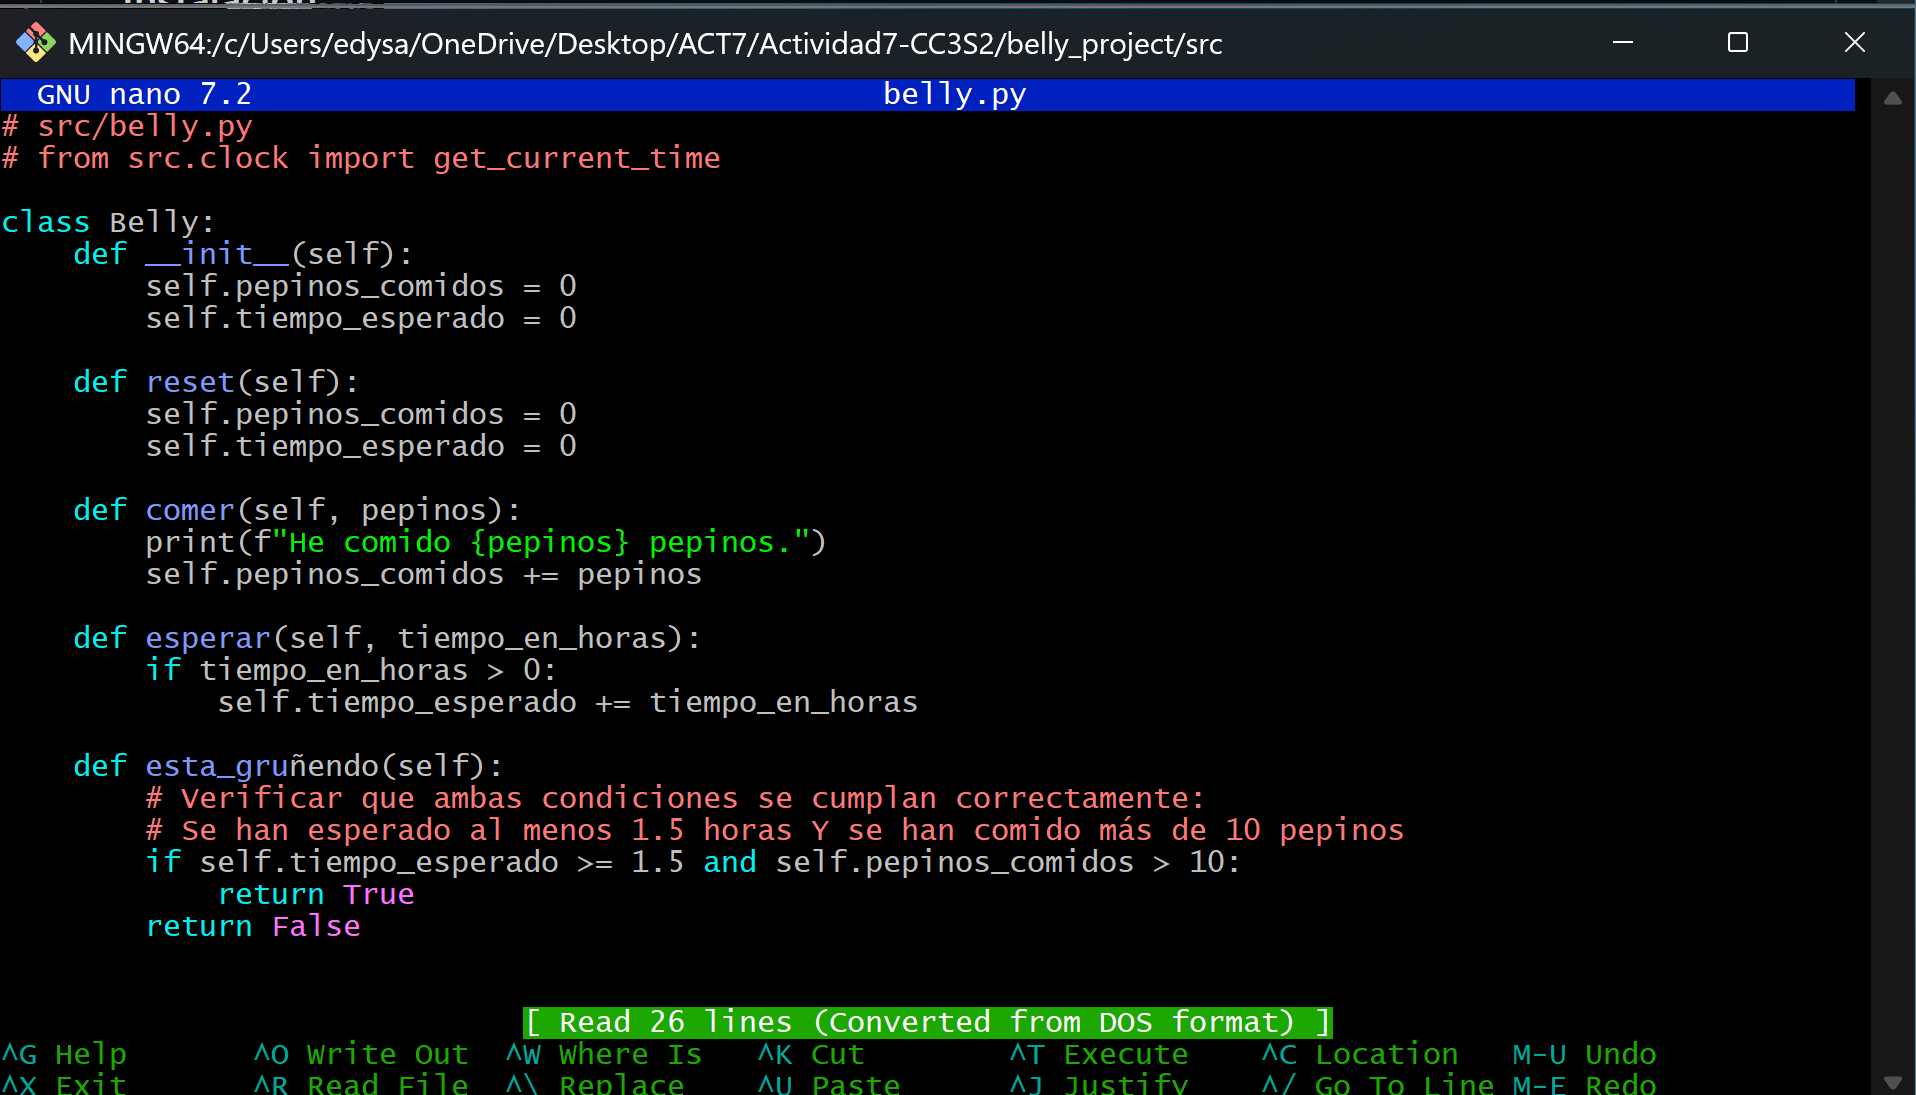 MINGW64:/c/Users/edysa/OneDrive/Desktop/ACT7/Actividad7-CC3S2/belly_project/src
GNU nano 7.2 belly.py
# src/belly.py
# from src.clock import get_current_time
class Belly:
    def __init__(self):
        self.pepinos_comidos = 0
        self.tiempo_esperado = 0
    def reset(self):
        self.pepinos_comidos = 0
        self.tiempo_esperado = 0
    def comer(self, pepinos):
        print(f"He comido {pepinos} pepinos.")
        self.pepinos_comidos += pepinos
    def esperar(self, tiempo_en_horas):
        if tiempo_en_horas > 0:
            self.tiempo_esperado += tiempo_en_horas
    def esta_gruñendo(self):
        # Verificar que ambas condiciones se cumplan correctamente:
        # Se han esperado al menos 1.5 horas Y se han comido más de 10 pepinos
        if self.tiempo_esperado >= 1.5 and self.pepinos_comidos > 10:
            return True
        return False
[ Read 26 lines (Converted from DOS format) ]
^G Help ^O Write Out ^W Where Is ^K Cut ^T Execute ^C Location M-U Undo
^X Exit ^R Read File ^\ Replace ^U Paste ^J Justify ^/ Go To Line M-E Redo